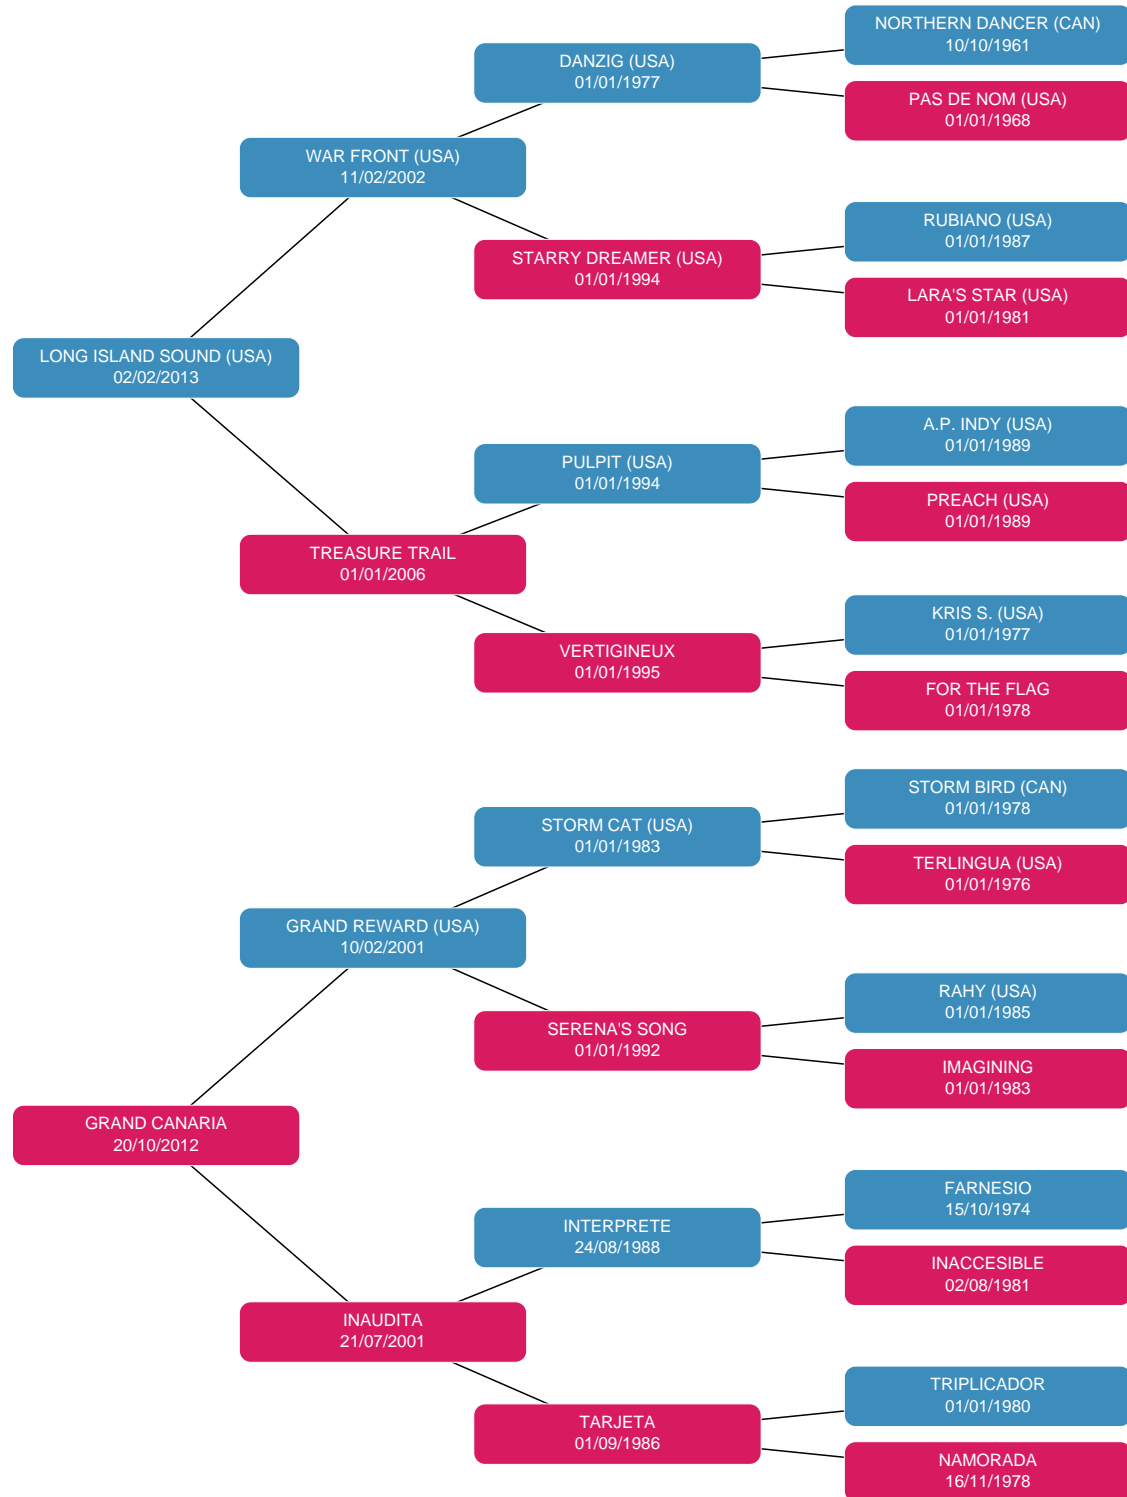 NORTHERN DANCER (CAN)
10/10/1961
DANZIG (USA)
01/01/1977
PAS DE NOM (USA)
01/01/1968
WAR FRONT (USA)
11/02/2002
RUBIANO (USA)
01/01/1987
STARRY DREAMER (USA)
01/01/1994
LARA'S STAR (USA)
01/01/1981
LONG ISLAND SOUND (USA)
02/02/2013
A.P. INDY (USA)
01/01/1989
PULPIT (USA)
01/01/1994
PREACH (USA)
01/01/1989
TREASURE TRAIL
01/01/2006
KRIS S. (USA)
01/01/1977
VERTIGINEUX
01/01/1995
FOR THE FLAG
01/01/1978
STORM BIRD (CAN)
01/01/1978
STORM CAT (USA)
01/01/1983
TERLINGUA (USA)
01/01/1976
GRAND REWARD (USA)
10/02/2001
RAHY (USA)
01/01/1985
SERENA'S SONG
01/01/1992
IMAGINING
01/01/1983
GRAND CANARIA
20/10/2012
FARNESIO
15/10/1974
INTERPRETE
24/08/1988
INACCESIBLE
02/08/1981
INAUDITA
21/07/2001
TRIPLICADOR
01/01/1980
TARJETA
01/09/1986
NAMORADA
16/11/1978